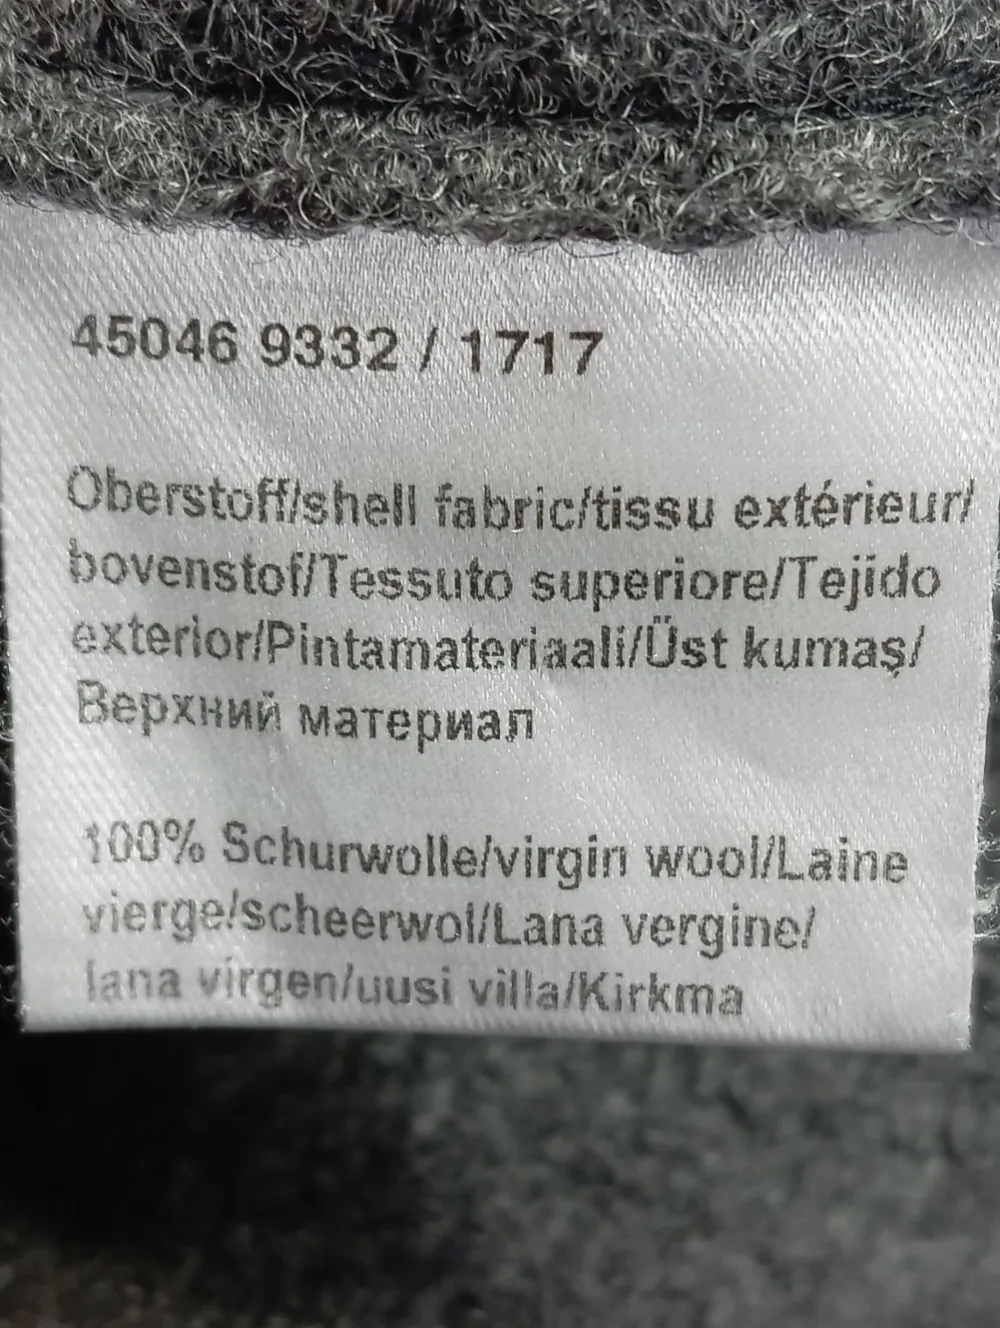 45046 9332 / 1717
Oberstoff/shell fabric/tissu extérieur/
bovenstof/Tessuto superiore/Tejido
exterior/Pintamateriaali/Üst kumaş/
Верхний материал
100% Schurwolle/virgin wool/Laine
vierge/scheerwol/Lana vergine/
lana virgen/uusi villa/Kirkma